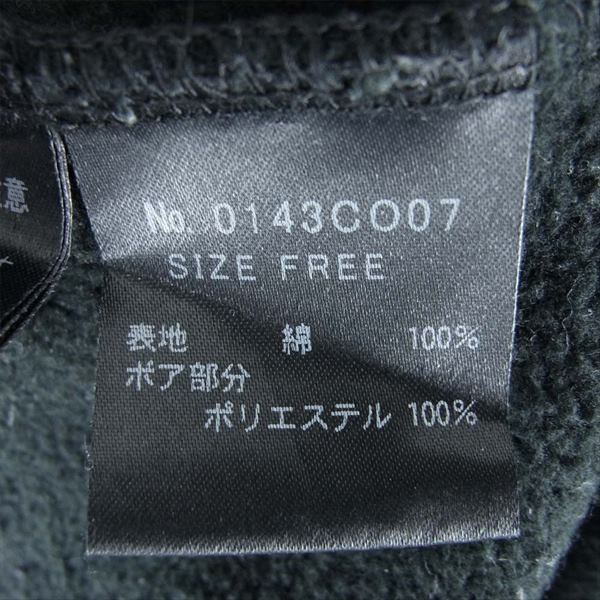 No. 0143CO07
SIZE FREE
表地 綿 100%
ボア部分
ポリエステル 100%
意